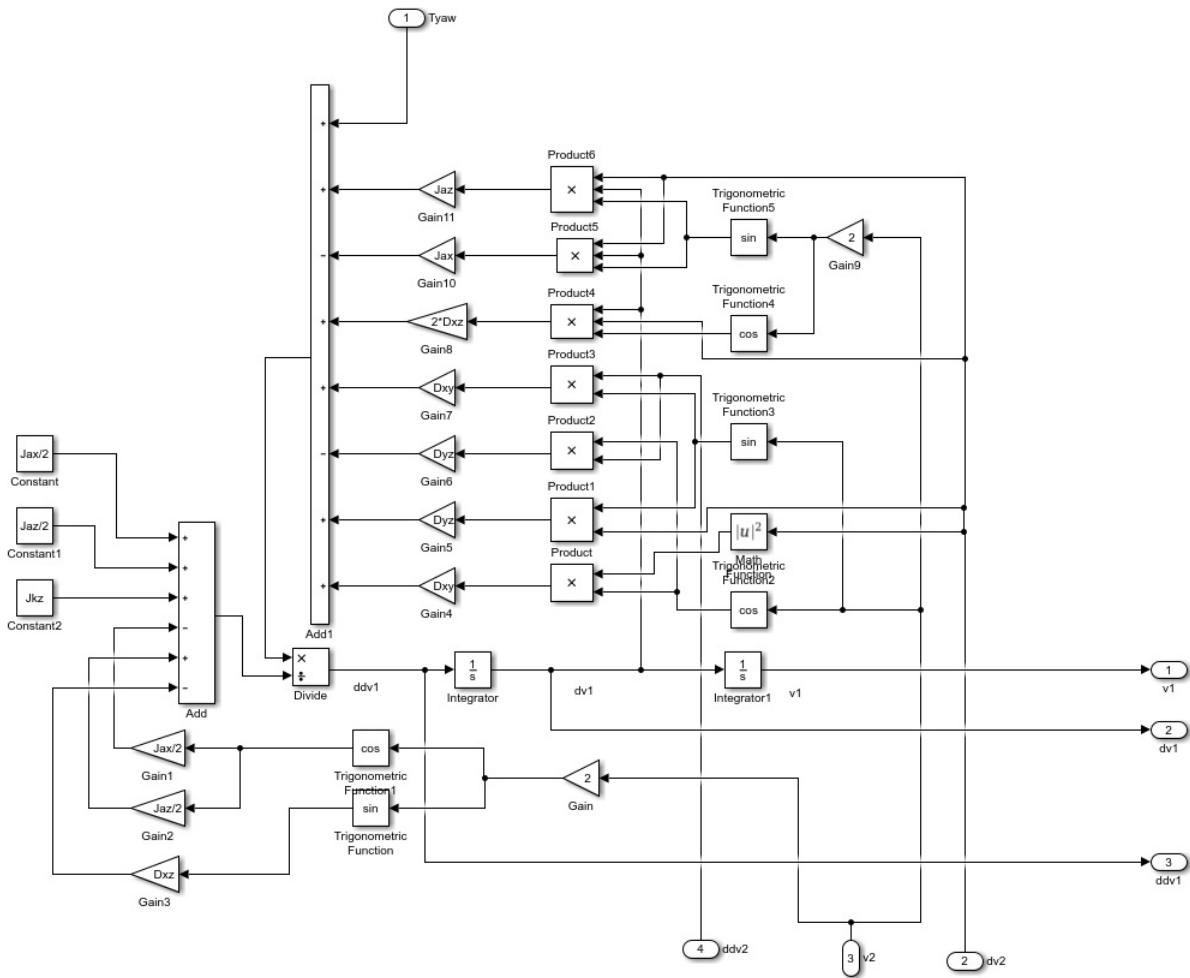 1
Tyaw
+
Product6
×
Jaz
+
Gain11
Trigonometric
Function5
sin
2
Gain9
Product5
×
Jax
−
Gain10
Trigonometric
Function4
cos
Product4
×
2*Dxz
+
Gain8
Product3
×
Dxy
+
Gain7
Trigonometric
Function3
sin
Product2
×
Dyz
−
Gain6
Product1
×
Dyz
+
Gain5
|u|²
Math
Function
Product
×
Dxy
+
Gain4
Trigonometric
Function2
cos
Add1
Jax/2
Constant
Jaz/2
Constant1
Jkz
Constant2
+
+
+
−
+
−
Add
×
÷
Divide
ddv1
1
s
Integrator
dv1
1
s
Integrator1
v1
1
v1
2
dv1
Jax/2
Gain1
cos
Trigonometric
Function1
2
Gain
Jaz/2
Gain2
sin
Trigonometric
Function
Dxz
Gain3
3
ddv1
4
ddv2
3
v2
2
dv2